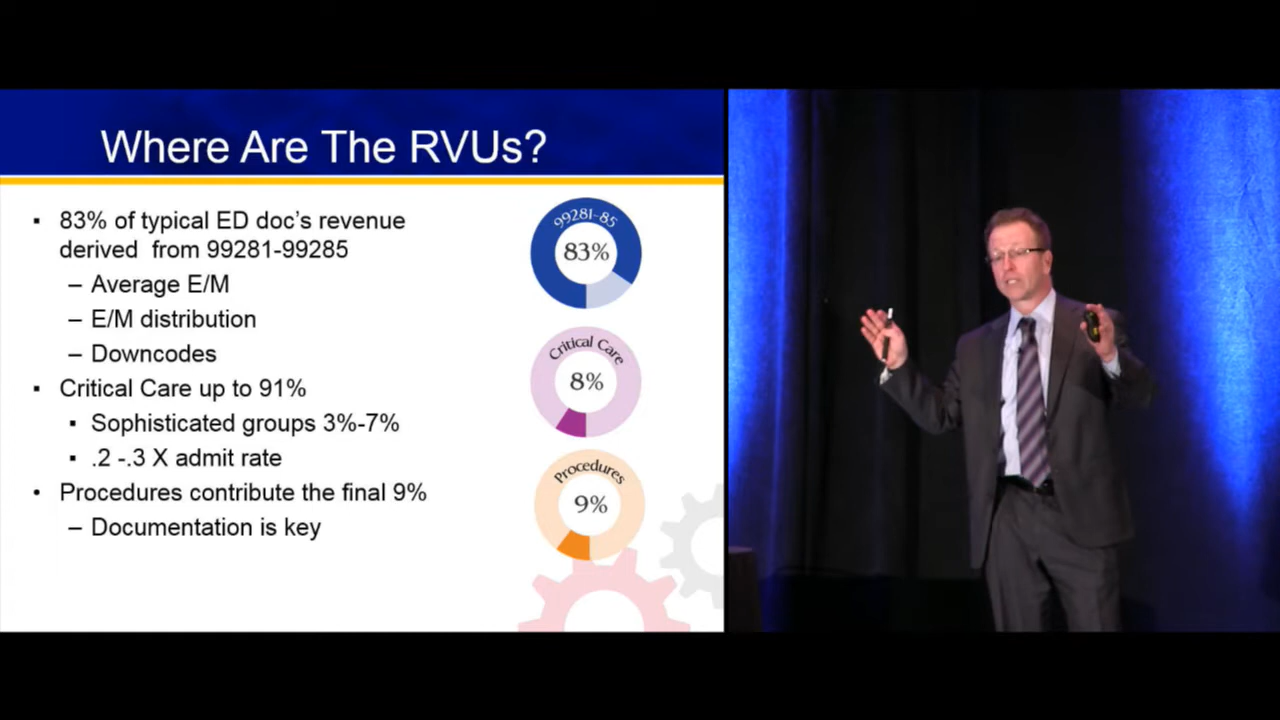 Where Are The RVUs?
▪ 83% of typical ED doc's revenue
derived from 99281-99285
– Average E/M
– E/M distribution
– Downcodes
▪ Critical Care up to 91%
▪ Sophisticated groups 3%-7%
▪ .2 -.3 X admit rate
• Procedures contribute the final 9%
– Documentation is key
99281-85
83%
Critical Care
8%
Procedures
9%